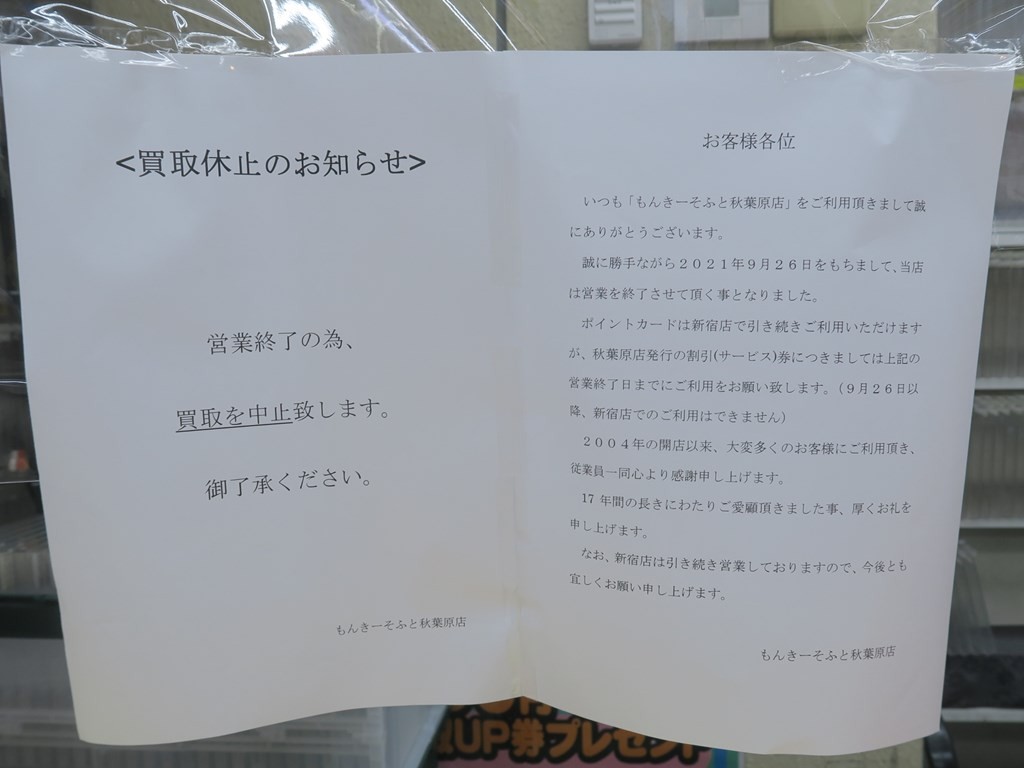 <買取休止のお知らせ>
営業終了の為、
買取を中止致します。
御了承ください。
もんきーそふと秋葉原店
お客様各位
いつも「もんきーそふと秋葉原店」をご利用頂きまして誠
にありがとうございます。
誠に勝手ながら２０２１年９月２６日をもちまして、当店
は営業を終了させて頂く事となりました。
ポイントカードは新宿店で引き続きご利用いただけます
が、秋葉原店発行の割引(サービス)券につきましては上記の
営業終了日までにご利用をお願い致します。（９月２６日以
降、新宿店でのご利用はできません）
２００４年の開店以来、大変多くのお客様にご利用頂き、
従業員一同心より感謝申し上げます。
17 年間の長きにわたりご愛顧頂きました事、厚くお礼を
申し上げます。
なお、新宿店は引き続き営業しておりますので、今後とも
宜しくお願い申し上げます。
もんきーそふと秋葉原店
UP券プレゼント